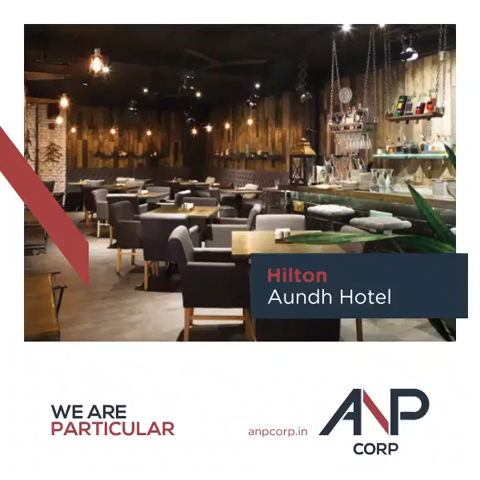 Hilton
Aundh Hotel
WE ARE
PARTICULAR
anpcorp.in
ANP
CORP